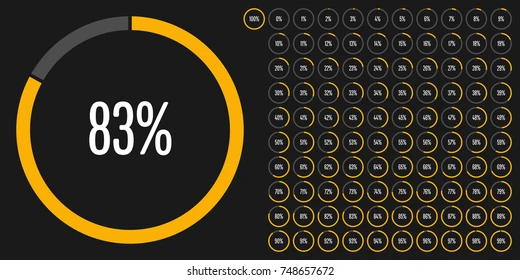 83%
100% 0% 1% 2% 3% 4% 5% 6% 7% 8% 9%
10% 11% 12% 13% 14% 15% 16% 17% 18% 19%
20% 21% 22% 23% 24% 25% 26% 27% 28% 29%
30% 31% 32% 33% 34% 35% 36% 37% 38% 39%
40% 41% 42% 43% 44% 45% 46% 47% 48% 49%
50% 51% 52% 53% 54% 55% 56% 57% 58% 59%
60% 61% 62% 63% 64% 65% 66% 67% 68% 69%
70% 71% 72% 73% 74% 75% 76% 77% 78% 79%
80% 81% 82% 83% 84% 85% 86% 87% 88% 89%
90% 91% 92% 93% 94% 95% 96% 97% 98% 99%
shutterstock.com · 748657672